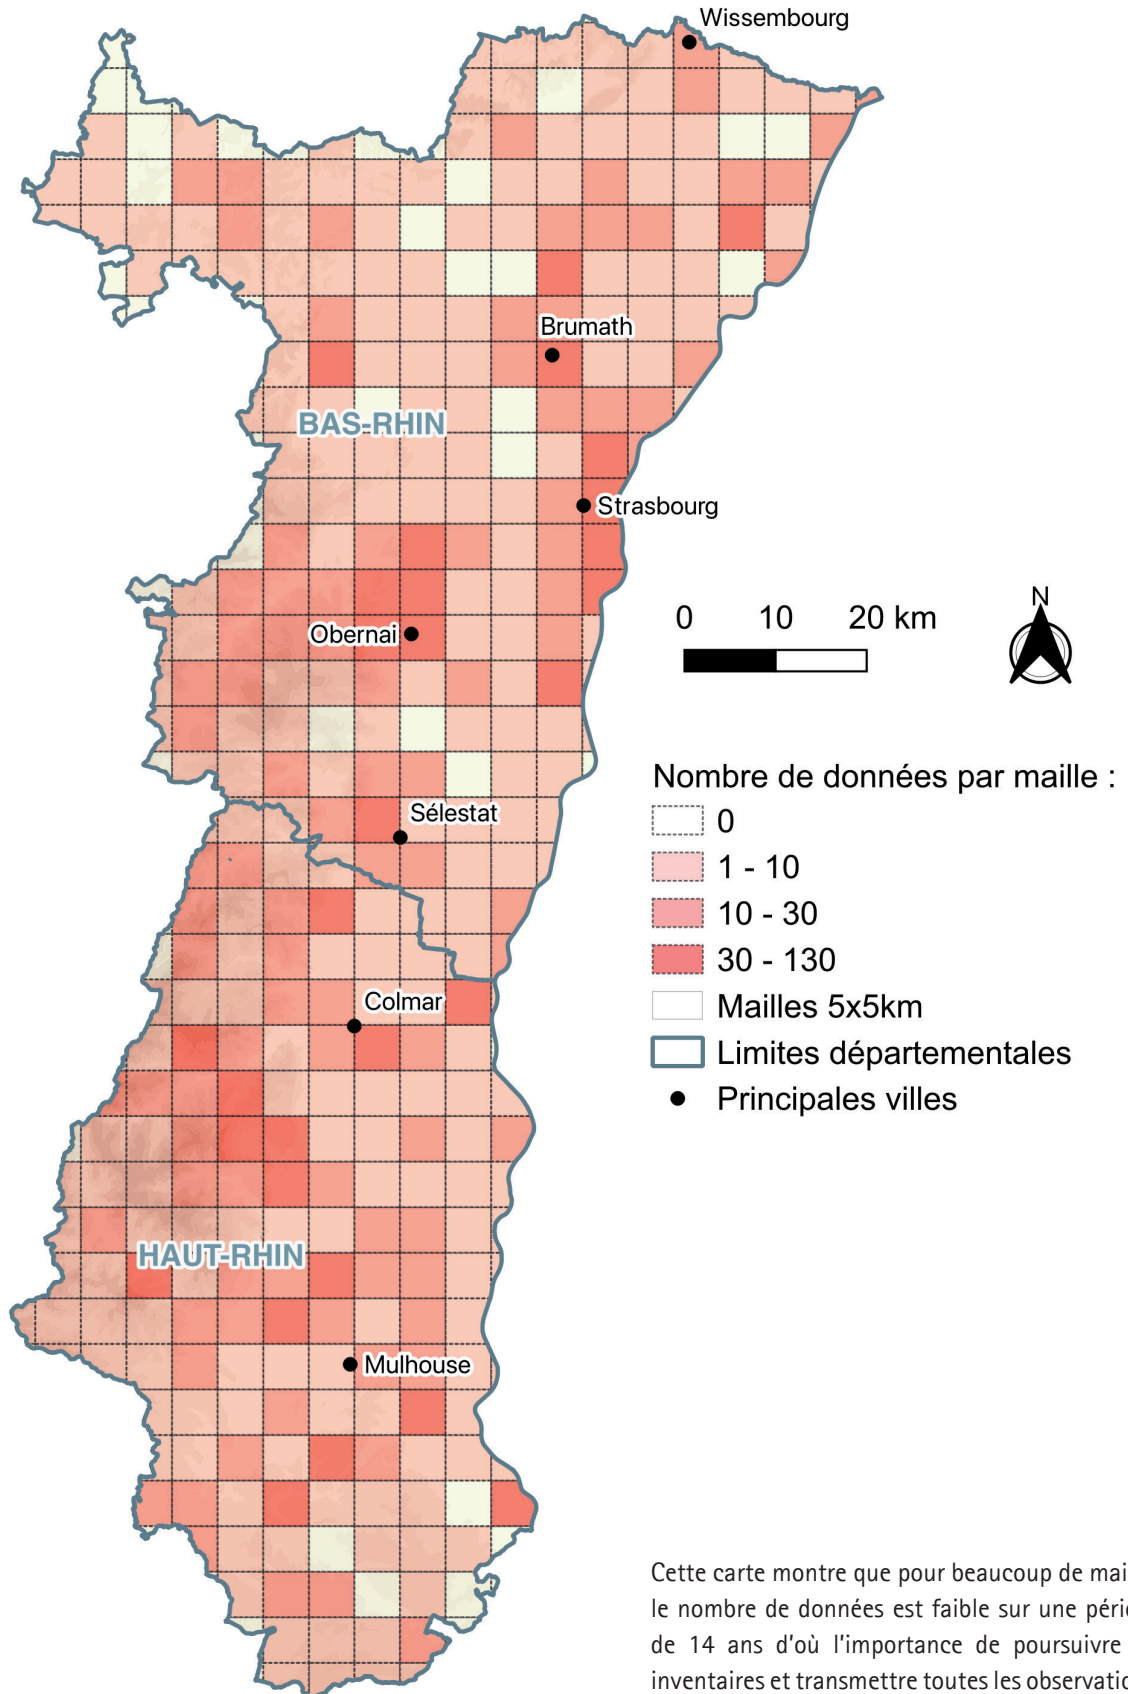 Wissembourg
Brumath
BAS-RHIN
Strasbourg
N
0 10 20 km
Obernai
Nombre de données par maille :
0
1 - 10
10 - 30
30 - 130
Mailles 5x5km
Limites départementales
Principales villes
Sélestat
Colmar
HAUT-RHIN
Mulhouse
Cette carte montre que pour beaucoup de mai
le nombre de données est faible sur une péri
de 14 ans d'où l'importance de poursuivre
inventaires et transmettre toutes les observatio